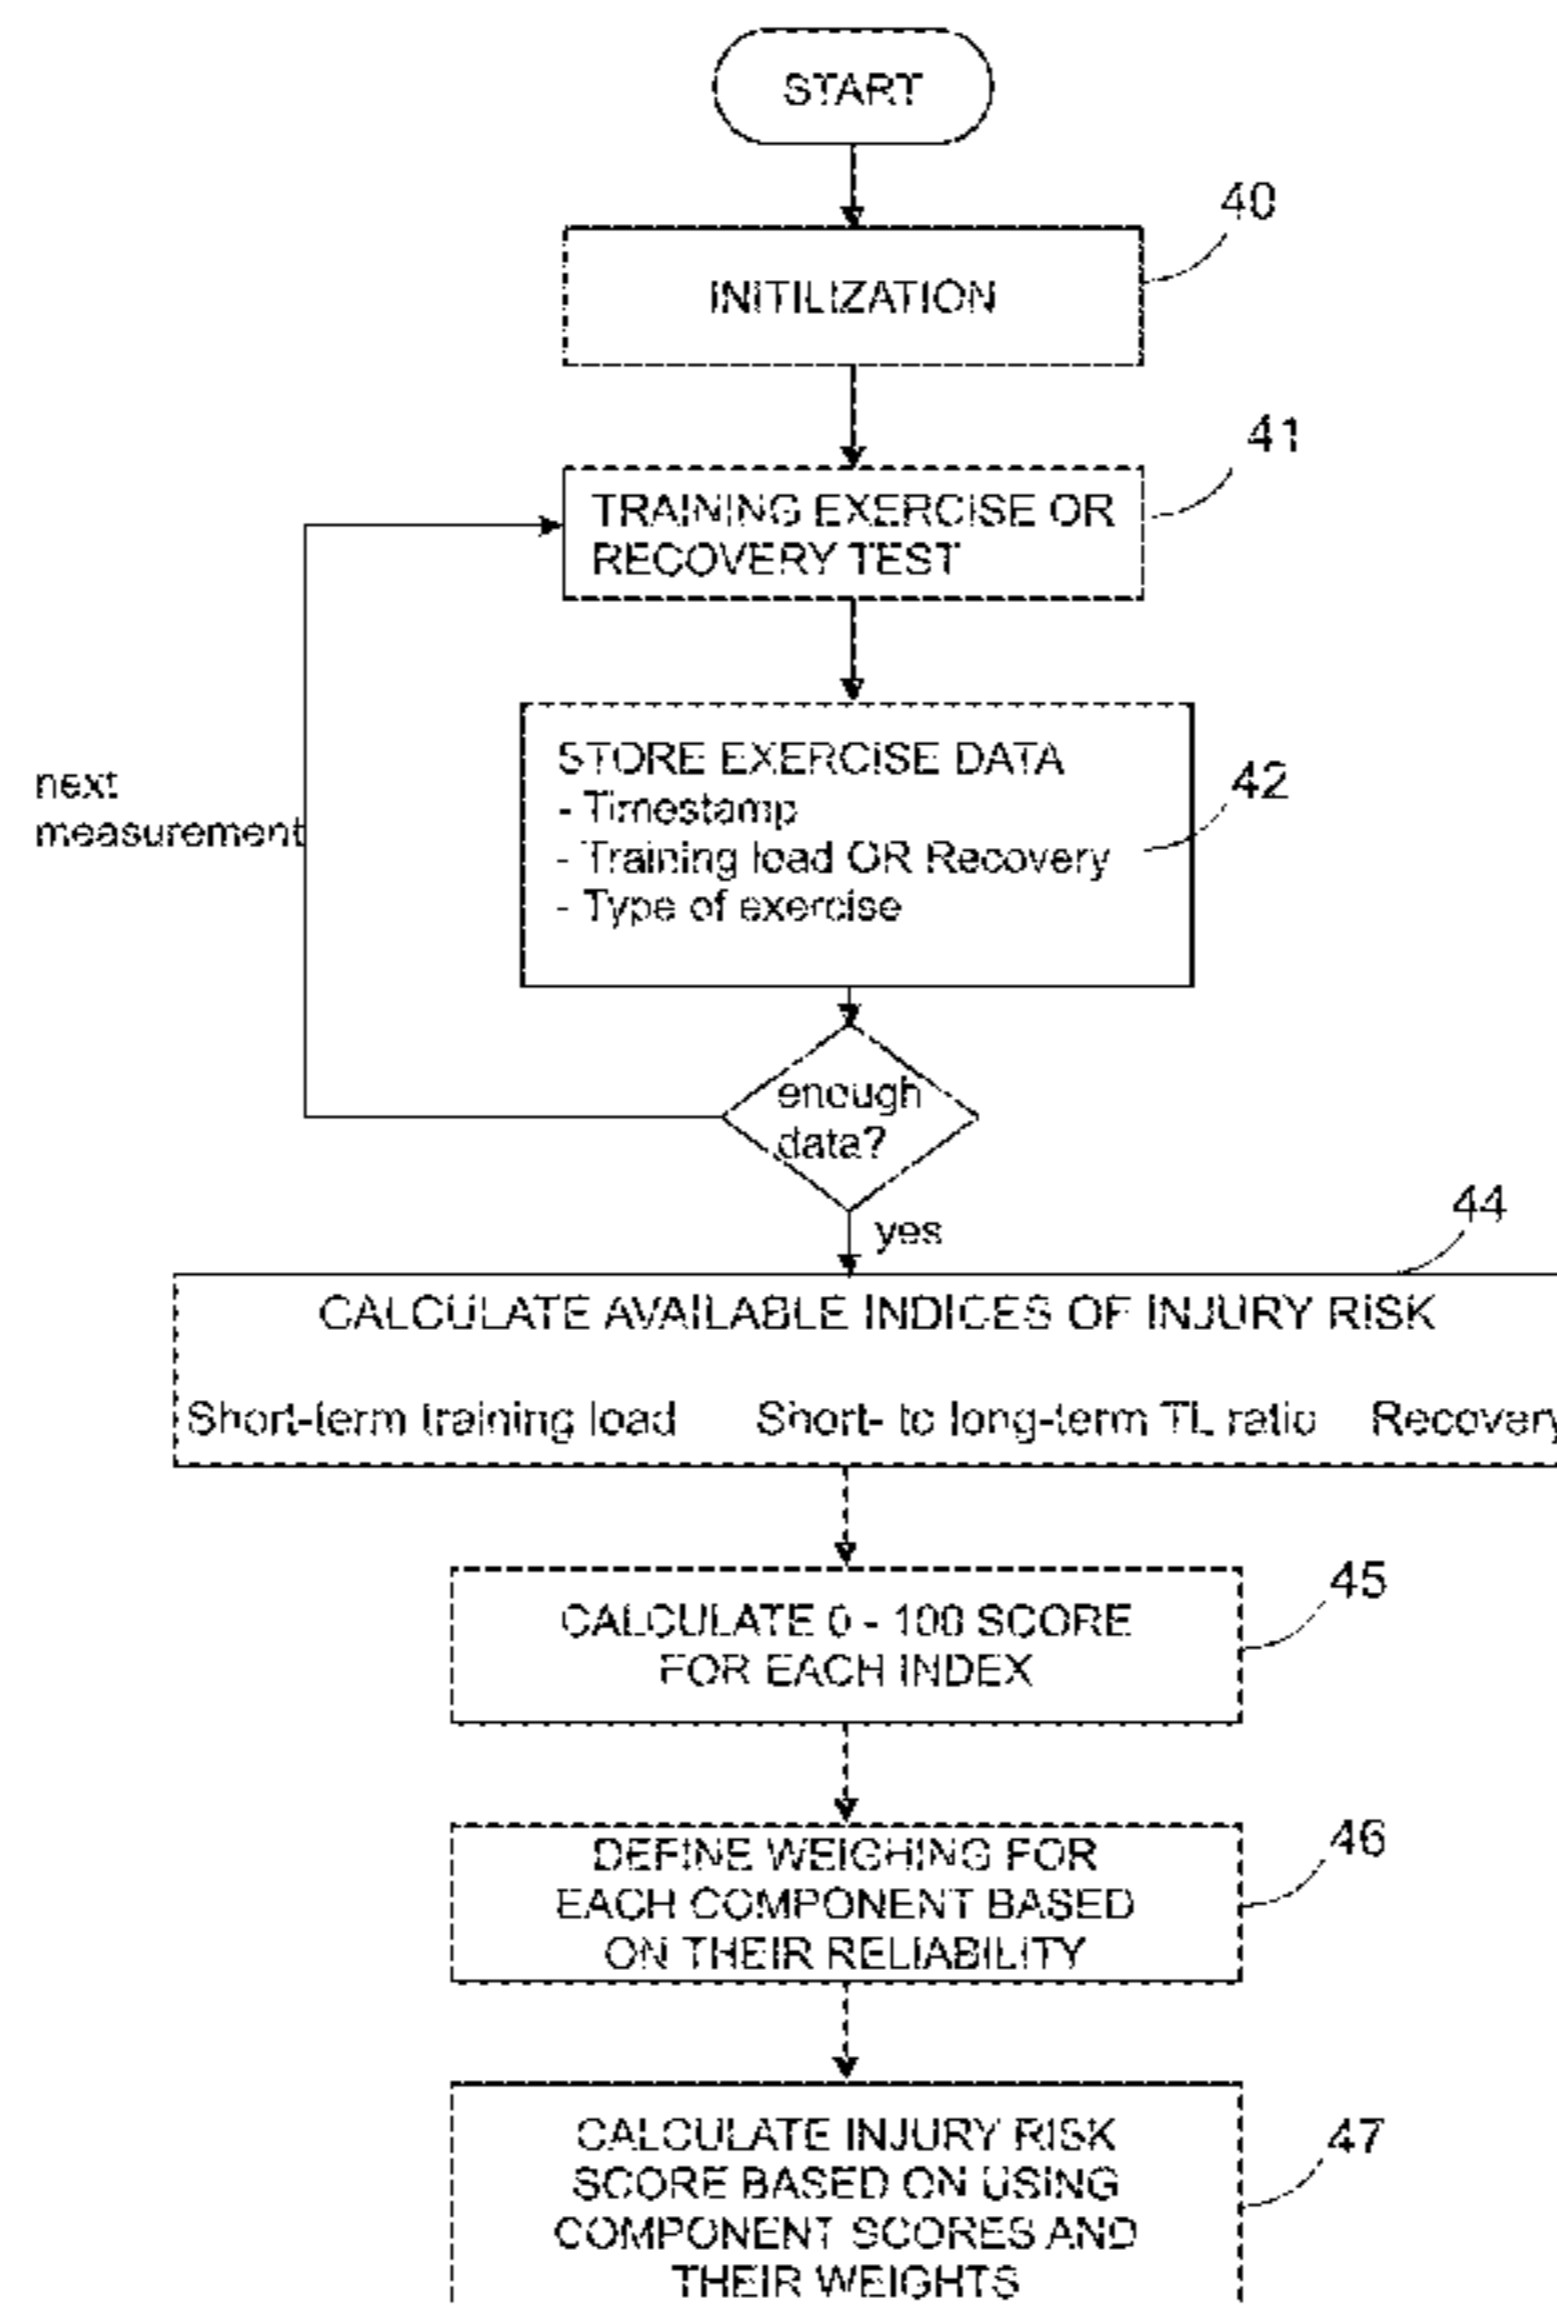 START
40
INITILIZATION
41
TRAINING EXERCISE OR
RECOVERY TEST
STORE EXERCISE DATA
- Timestamp
- Training load OR Recovery
- Type of exercise
42
next
measurement
enough
data?
yes
44
CALCULATE AVAILABLE INDICES OF INJURY RISK
Short-term training load Short- to long-term TL ratio Recovery
45
CALCULATE 0 - 100 SCORE
FOR EACH INDEX
46
DEFINE WEIGHING FOR
EACH COMPONENT BASED
ON THEIR RELIABILITY
47
CALCULATE INJURY RISK
SCORE BASED ON USING
COMPONENT SCORES AND
THEIR WEIGHTS